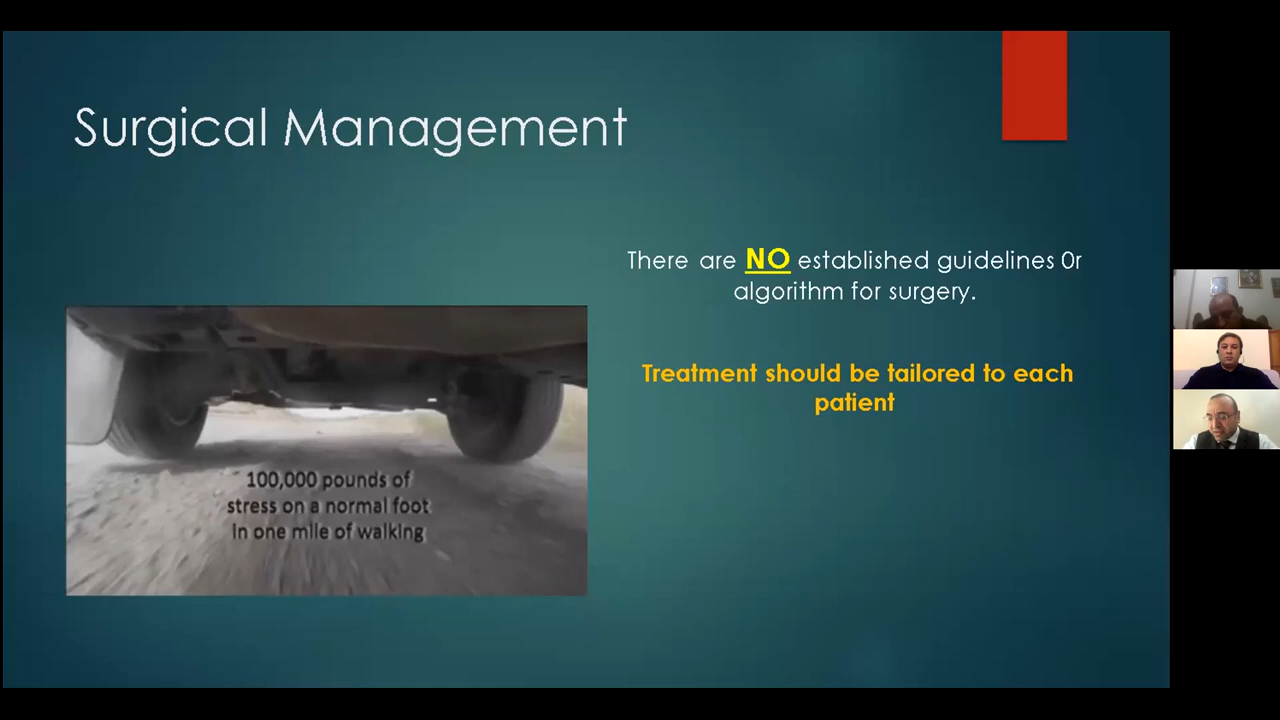 Surgical Management
There are NO established guidelines 0r
algorithm for surgery.
Treatment should be tailored to each
patient
100,000 pounds of
stress on a normal foot
in one mile of walking